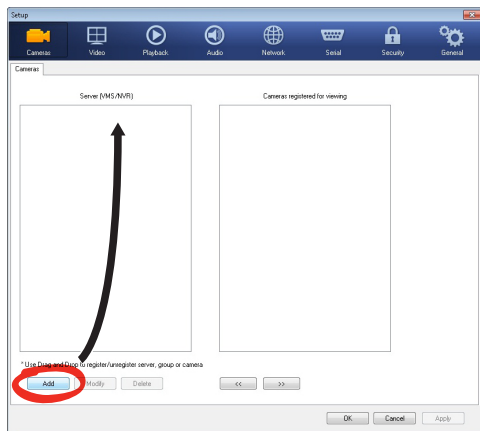 Setup
Cameras Video Playback Audio Network Serial Security General
Cameras
Server (VMS/NVR) Cameras registered for viewing
* Use Drag and Drop to register/unregister server, group or camera
Add Modify Delete << >>
OK Cancel Apply